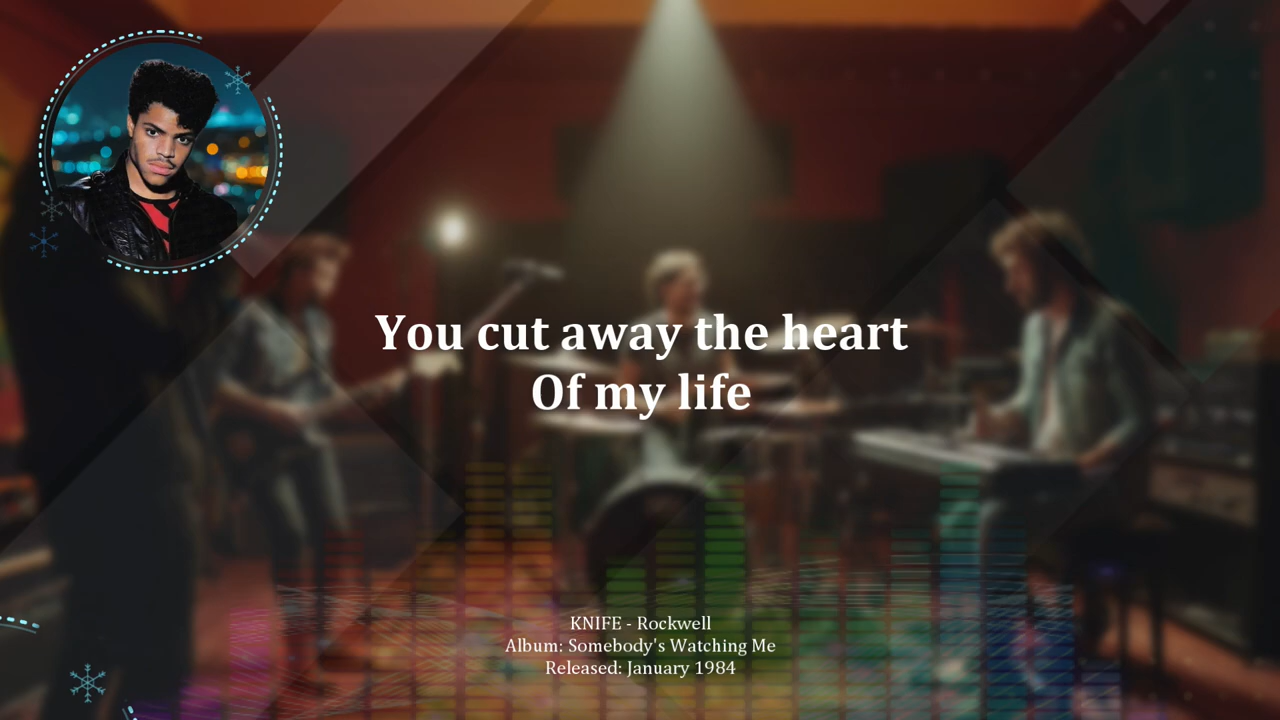 You cut away the heart
Of my life
KNIFE - Rockwell
Album: Somebody's Watching Me
Released: January 1984